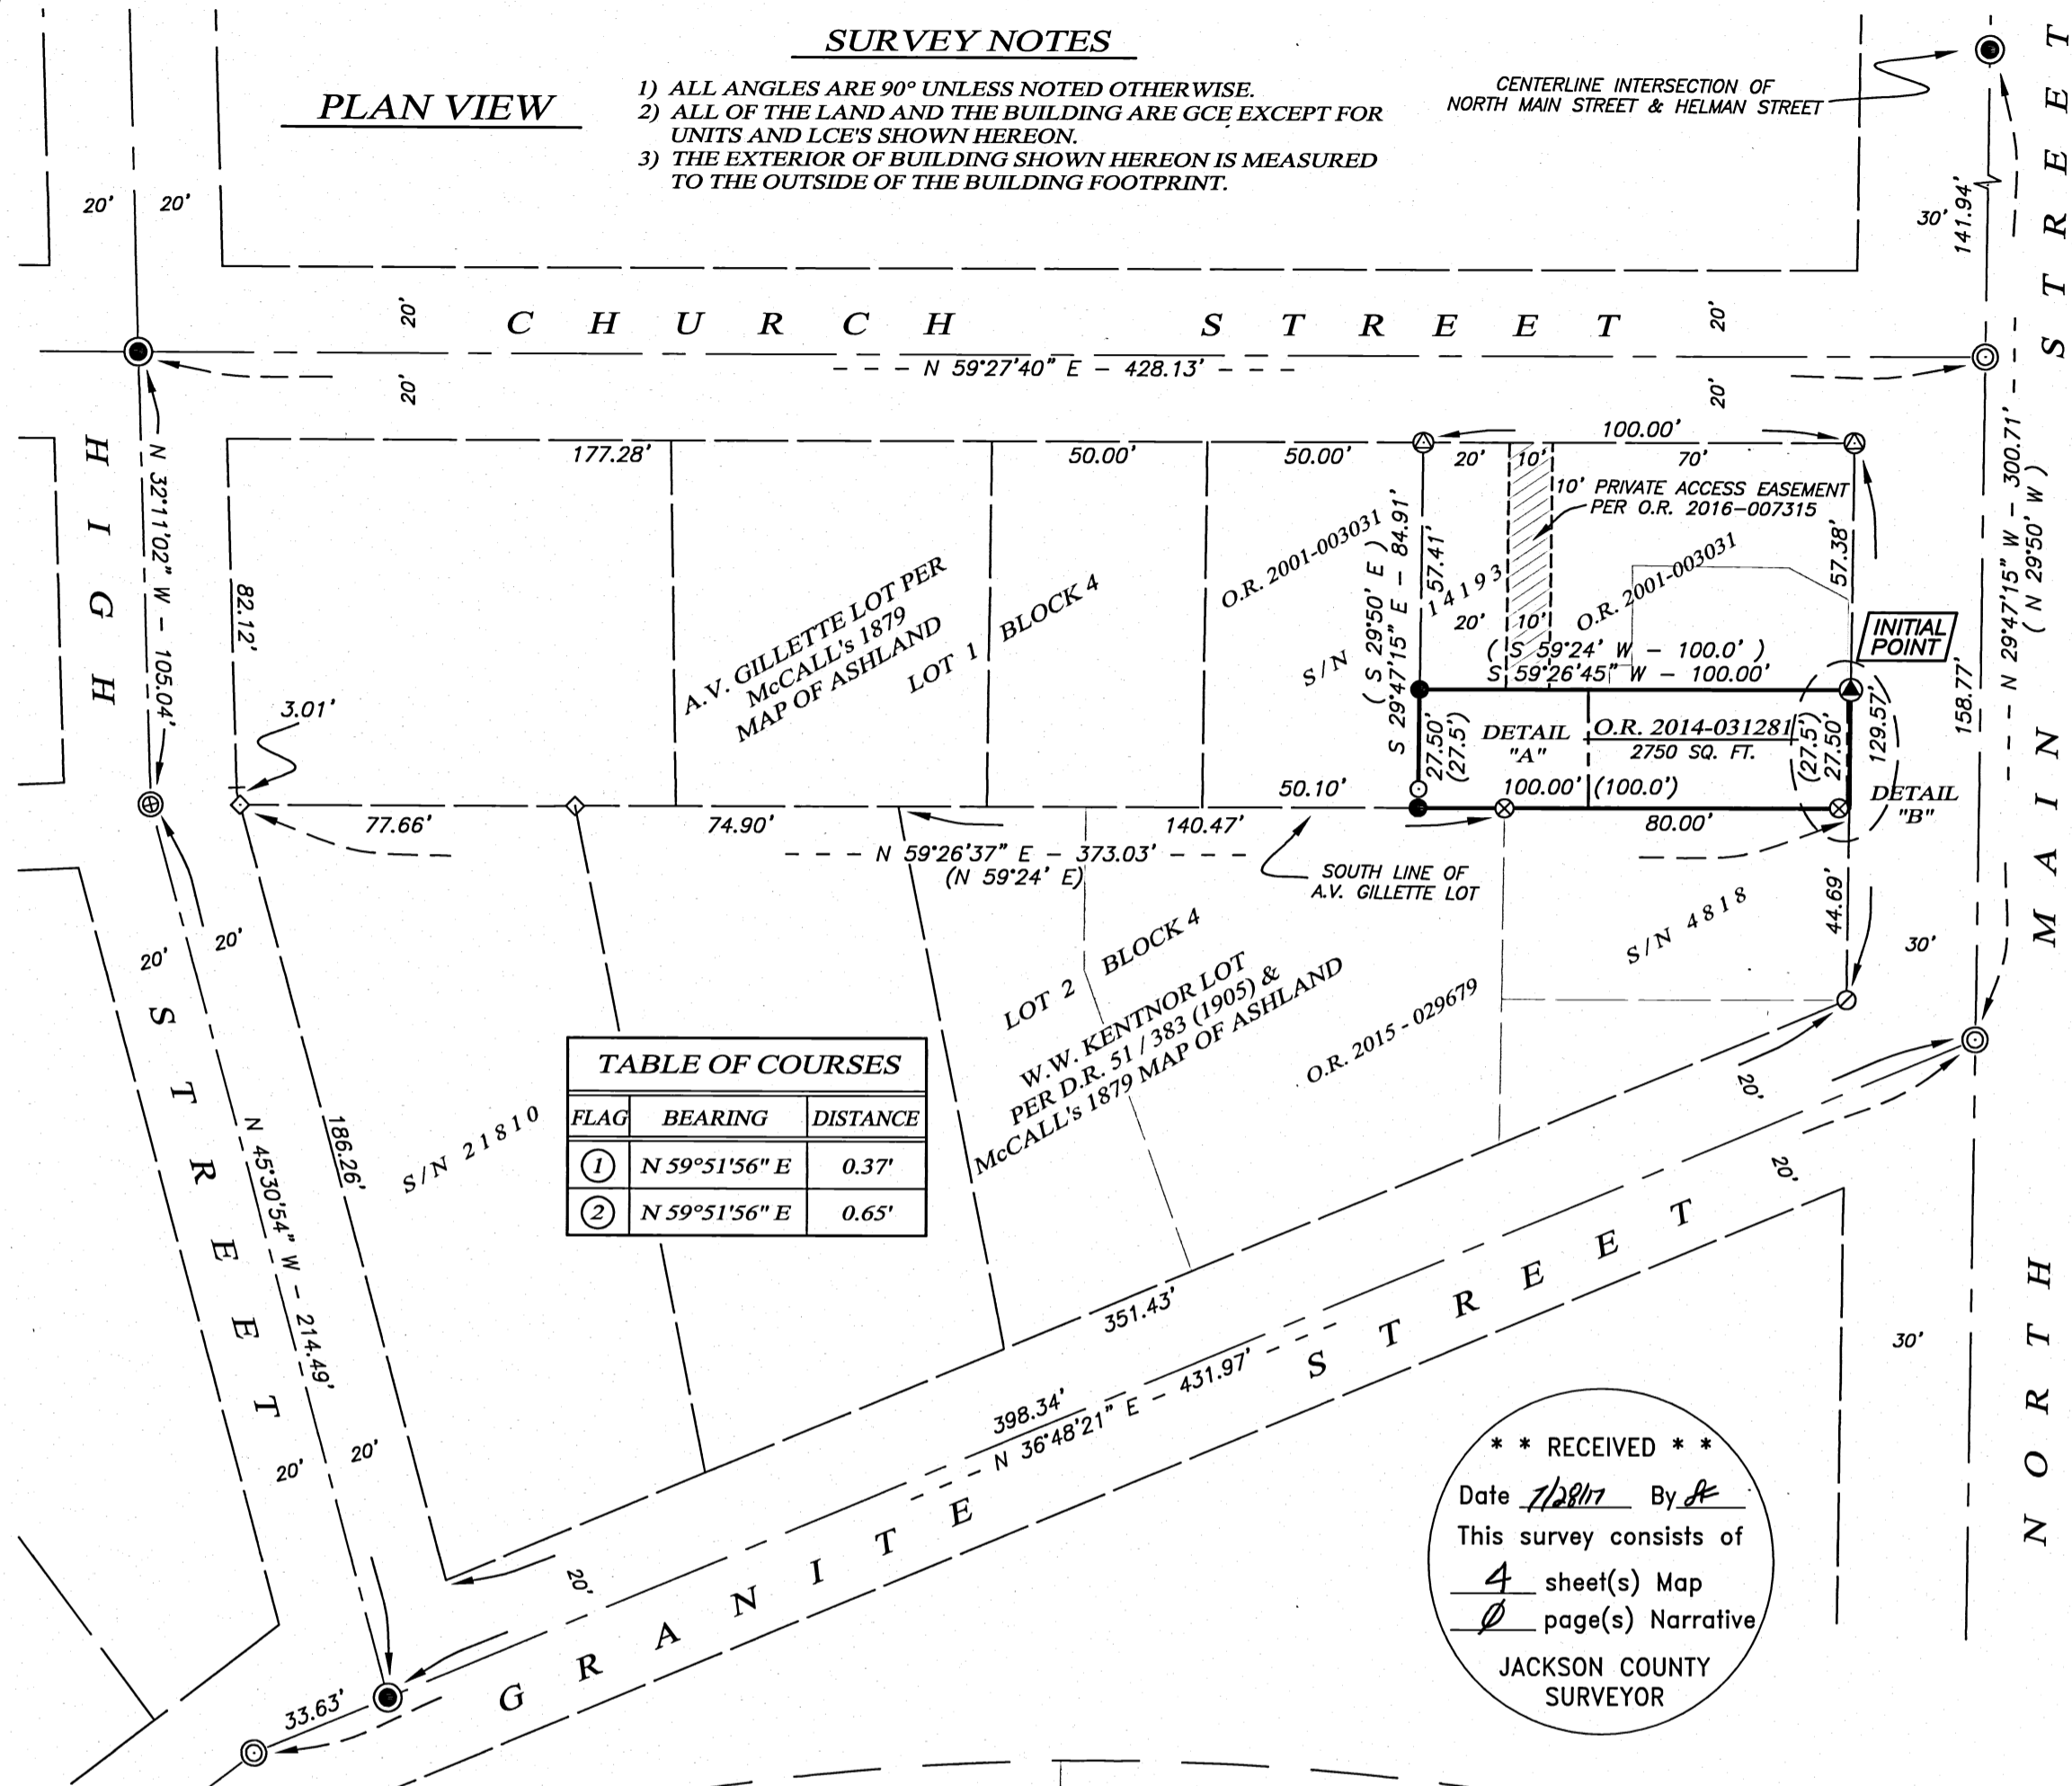 SURVEY NOTES
PLAN VIEW
1) ALL ANGLES ARE 90° UNLESS NOTED OTHERWISE.
2) ALL OF THE LAND AND THE BUILDING ARE GCE EXCEPT FOR
UNITS AND LCE'S SHOWN HEREON.
3) THE EXTERIOR OF BUILDING SHOWN HEREON IS MEASURED
TO THE OUTSIDE OF THE BUILDING FOOTPRINT.
CENTERLINE INTERSECTION OF
NORTH MAIN STREET & HELMAN STREET
20' 20'
30'
141.94'
20'
CHURCH STREET
20'
N 59°27'40" E - 428.13'
20'
20'
HIGH STREET
N 32°11'02" W - 105.04'
82.12'
3.01'
177.28'
50.00'
50.00'
100.00'
20' 10' 70'
10' PRIVATE ACCESS EASEMENT
PER O.R. 2016-007315
O.R. 2001-003031
O.R. 2001-003031
S/N 14193
( S 29°50' E )
S 29°47'15" E - 84.91'
57.41'
57.38'
20' 10'
( S 59°24' W - 100.0' )
S 59°26'45" W - 100.00'
INITIAL
POINT
A.V. GILLETTE LOT PER
McCALL's 1879
MAP OF ASHLAND
LOT 1 BLOCK 4
27.50'
(27.5')
DETAIL
"A"
O.R. 2014-031281
2750 SQ. FT.
(27.5')
27.50'
129.57'
158.77'
N 29°47'15" W - 300.71'
( N 29°50' W )
NORTH MAIN STREET
50.10'
100.00' (100.0')
80.00'
DETAIL
"B"
77.66'
74.90'
140.47'
N 59°26'37" E - 373.03'
(N 59°24' E)
SOUTH LINE OF
A.V. GILLETTE LOT
S/N 4818
44.69'
30'
20' 20'
LOT 2 BLOCK 4
W.W. KENTNOR LOT
PER D.R. 51 / 383 (1905) &
McCALL's 1879 MAP OF ASHLAND
O.R. 2015 - 029679
TABLE OF COURSES
FLAG BEARING DISTANCE
1 N 59°51'56" E 0.37'
2 N 59°51'56" E 0.65'
S/N 21810
186.26'
N 45°30'54" W - 214.49'
20'
20'
351.43'
398.34'
N 36°48'21" E - 431.97'
GRANITE STREET
30'
20' 20'
20'
33.63'
* * RECEIVED * *
Date 7/28/17 By
This survey consists of
4 sheet(s) Map
0 page(s) Narrative
JACKSON COUNTY
SURVEYOR